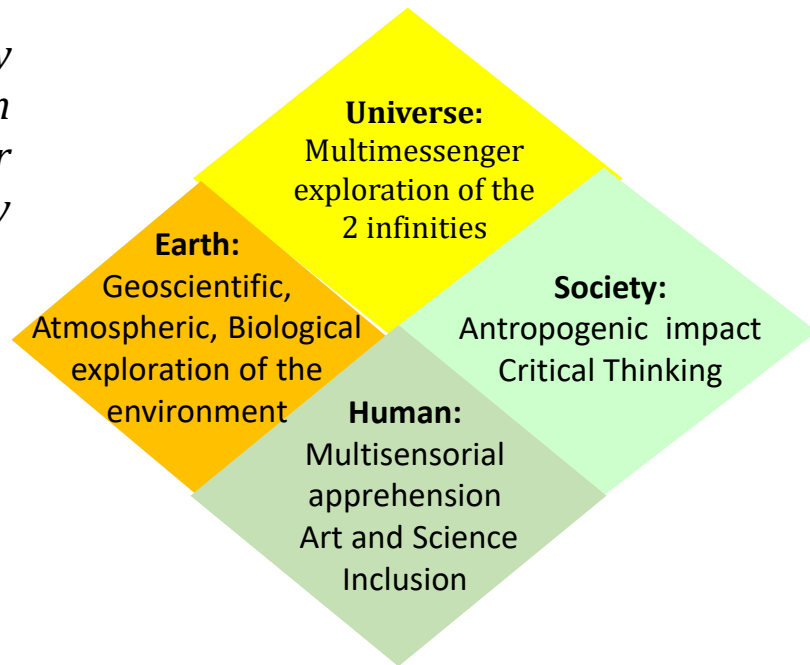 y
n
r
y
Universe:
Multimessenger
exploration of the
2 infinities
Earth:
Geoscientific,
Atmospheric, Biological
exploration of the
environment
Society:
Antropogenic impact
Critical Thinking
Human:
Multisensorial
apprehension
Art and Science
Inclusion